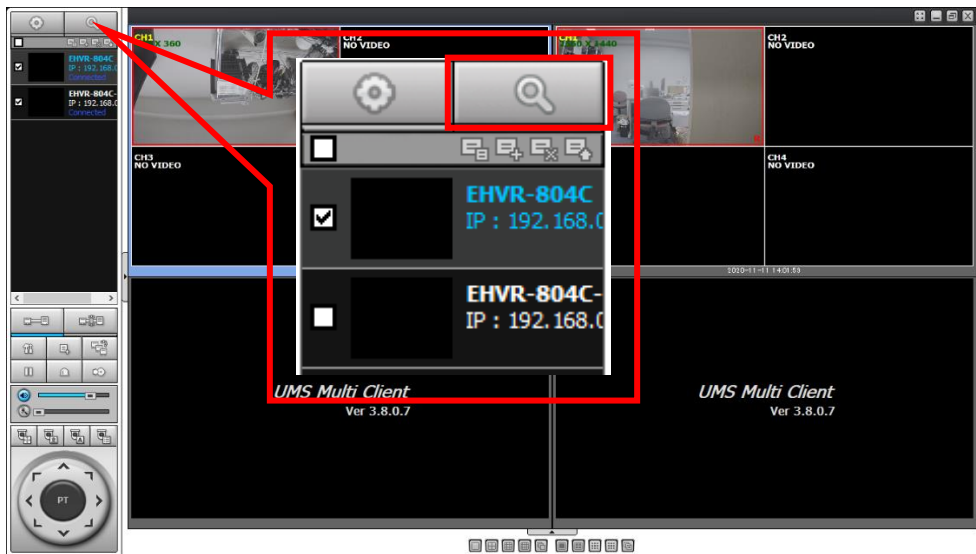 EHVR-804C
IP : 192.168.0
Connected
EHVR-804C-
IP : 192.168.0
Connected
CH1
X 360
CH2
NO VIDEO
CH1
X 1440
CH2
NO VIDEO
CH3
NO VIDEO
CH4
NO VIDEO
R
2020-11-11 14:01:53
EHVR-804C
IP : 192.168.0
EHVR-804C-
IP : 192.168.0
UMS Multi Client
Ver 3.8.0.7
UMS Multi Client
Ver 3.8.0.7
PT